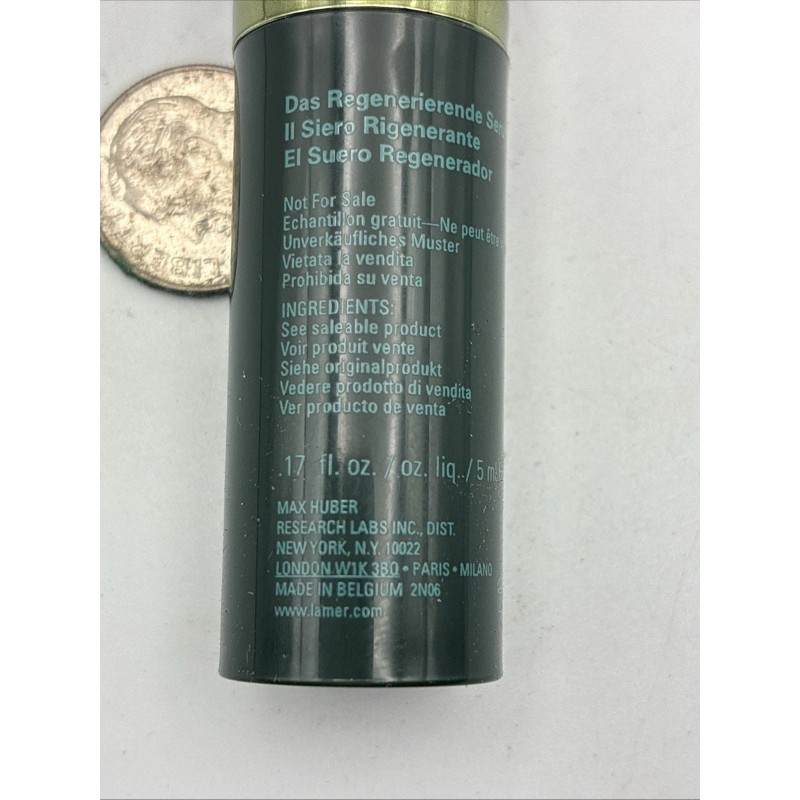 Das Regenerierende
Il Siero Rigenerante
El Suero Regenerador
Not For Sale
Echantillon gratuit—Ne peut être
Unverkäufliches Muster
Vietata la vendita
Prohibida su venta
INGREDIENTS:
See saleable product
Voir produit vente
Siehe originalprodukt
Vedere prodotto di vendita
Ver producto de venta
.17 fl. oz. / oz. liq./ 5 ml
MAX HUBER
RESEARCH LABS INC., DIST.
NEW YORK, N.Y. 10022
LONDON W1K 3BQ • PARIS • MILANO
MADE IN BELGIUM 2N06
www.lamer.com